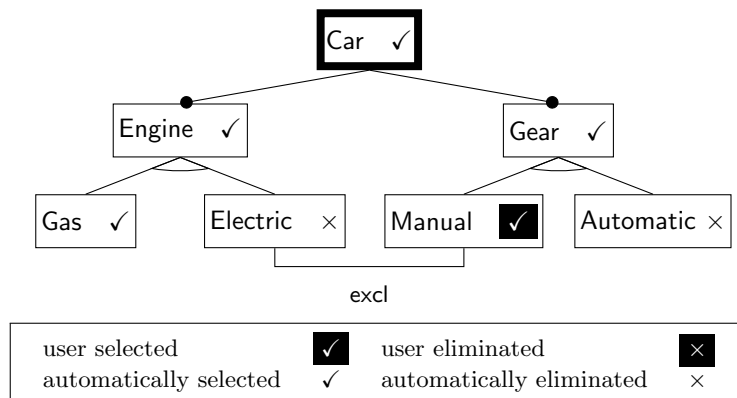 Car ✓
Engine ✓ Gear ✓
Gas ✓ Electric × Manual ✓ Automatic ×
excl
user selected ✓ user eliminated ×
automatically selected ✓ automatically eliminated ×